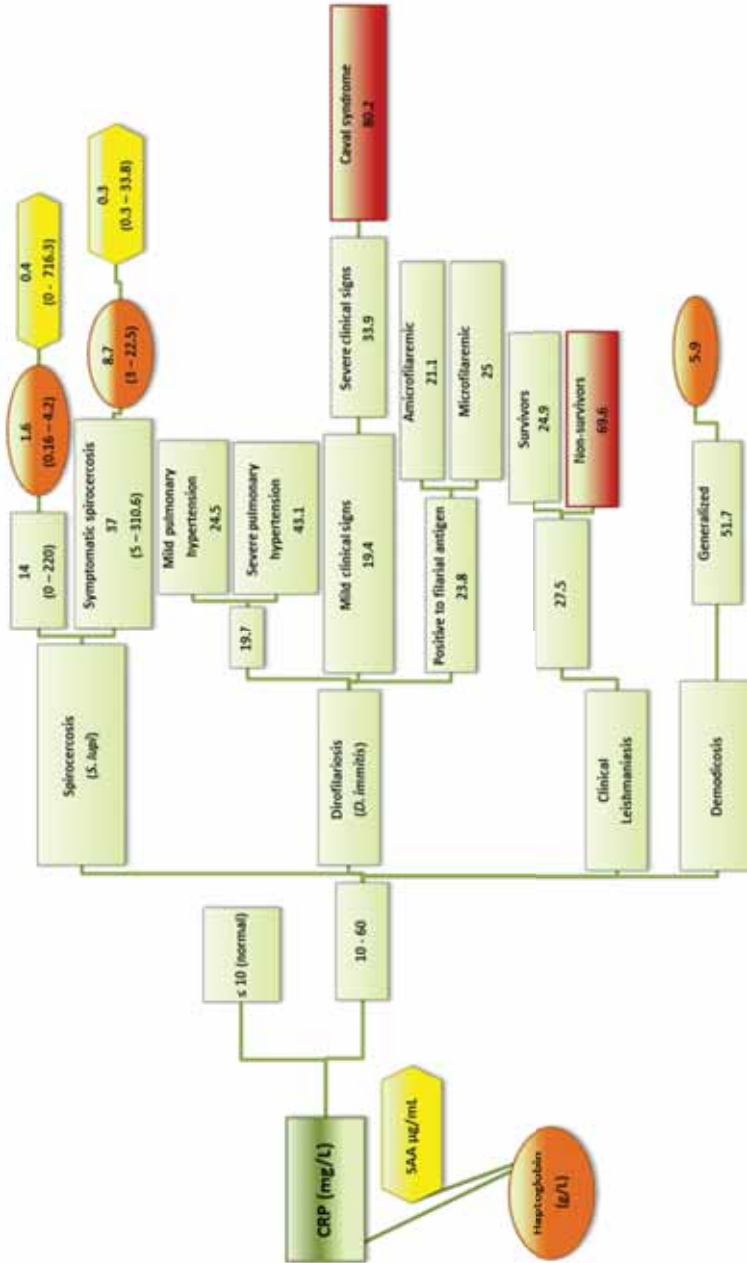 CRP (mg/L)
SAA µg/mL
Haptoglobin
(g/L)
≤ 10 (normal)
10 - 60
Spirocercosis
(S. lupi)
14
(0 – 220)
1.6
(0.16 – 4.2)
0.4
(0 - 716.3)
Symptomatic spirocercosis
37
(5 – 310.6)
8.7
(3 – 22.5)
0.3
(0.3 – 33.8)
Dirofilariosis
(D. immitis)
19.7
Mild pulmonary
hypertension
24.5
Severe pulmonary
hypertension
43.1
Mild clinical signs
19.4
Severe clinical signs
33.9
Caval syndrome
80.2
Positive to filarial antigen
23.8
Amicrofilaremic
21.1
Microfilaremic
25
Clinical
Leishmaniasis
27.5
Survivors
24.9
Non-survivors
69.6
Demodicosis
Generalized
51.7
5.9